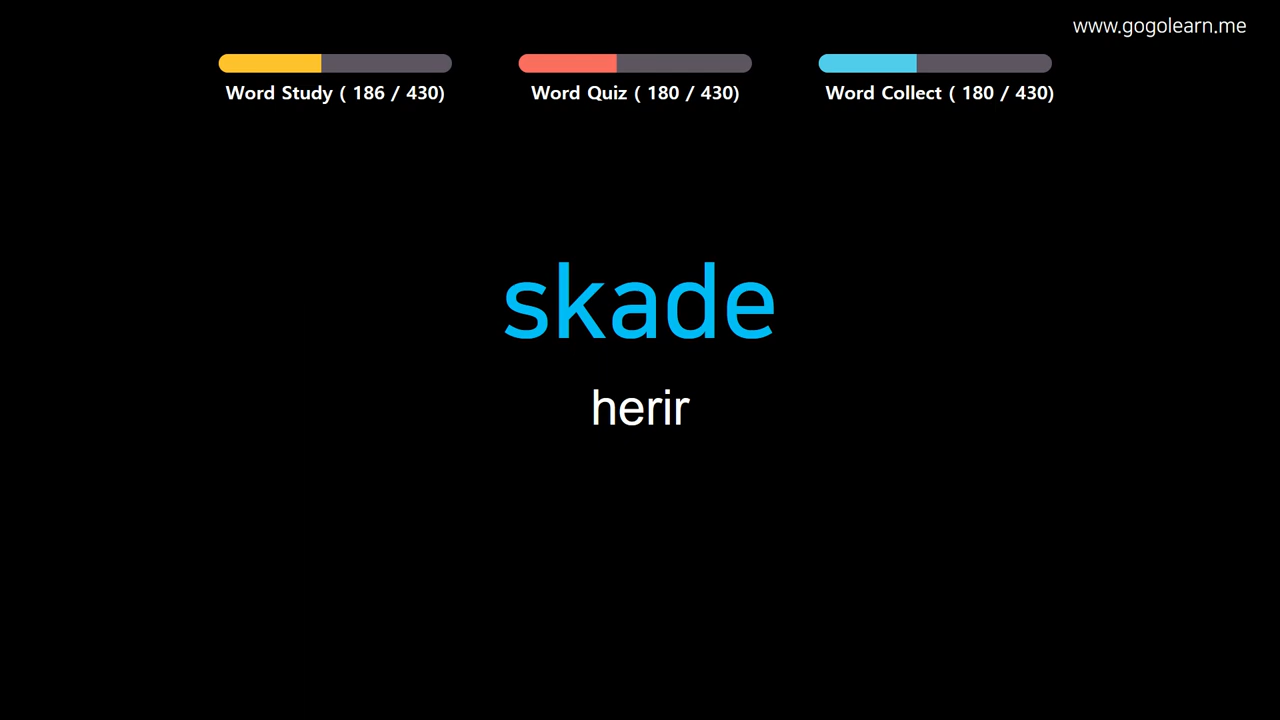 www.gogolearn.me
Word Study ( 186 / 430)
Word Quiz ( 180 / 430)
Word Collect ( 180 / 430)
skade
herir